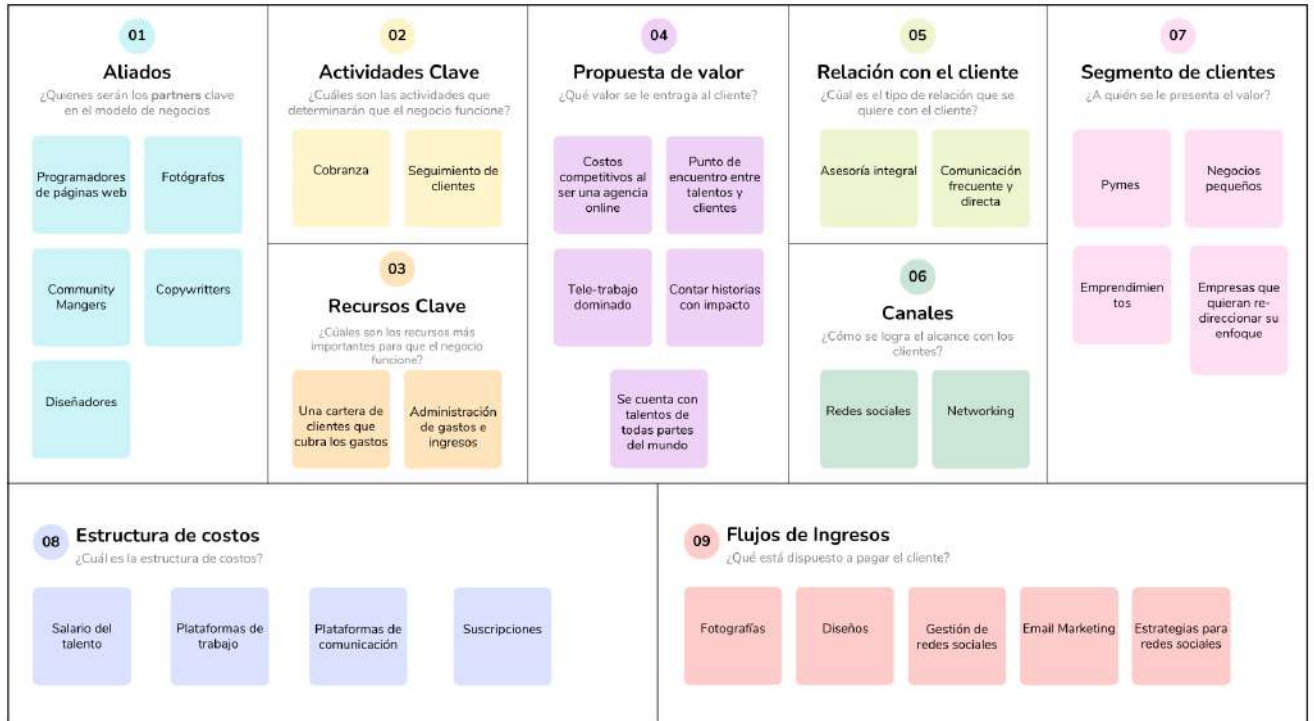 01
Aliados
¿Quienes serán los partners clave
en el modelo de negocios
Programadores
de páginas web
Fotógrafos
Community
Mangers
Copywritters
Diseñadores
02
Actividades Clave
¿Cuáles son las actividades que
determinarán que el negocio funcione?
Cobranza
Seguimiento de
clientes
03
Recursos Clave
¿Cúales son los recursos más
importantes para que el negocio
funcione?
Una cartera de
clientes que
cubra los gastos
Administración
de gastos e
ingresos
04
Propuesta de valor
¿Qué valor se le entraga al cliente?
Costos
competitivos al
ser una agencia
online
Punto de
encuentro entre
talentos y
clientes
Tele-trabajo
dominado
Contar historias
con impacto
Se cuenta con
talentos de
todas partes
del mundo
05
Relación con el cliente
¿Cúal es el tipo de relación que se
quiere con el cliente?
Asesoría integral
Comunicación
frecuente y
directa
06
Canales
¿Cómo se logra el alcance con los
clientes?
Redes sociales
Networking
07
Segmento de clientes
¿A quién se le presenta el valor?
Pymes
Negocios
pequeños
Emprendimien
tos
Empresas que
quieran re-
direccionar su
enfoque
08
Estructura de costos
¿Cuál es la estructura de costos?
Salario del
talento
Plataformas de
trabajo
Plataformas de
comunicación
Suscripciones
09
Flujos de Ingresos
¿Qué está dispuesto a pagar el cliente?
Fotografías
Diseños
Gestión de
redes sociales
Email Marketing
Estrategias para
redes sociales